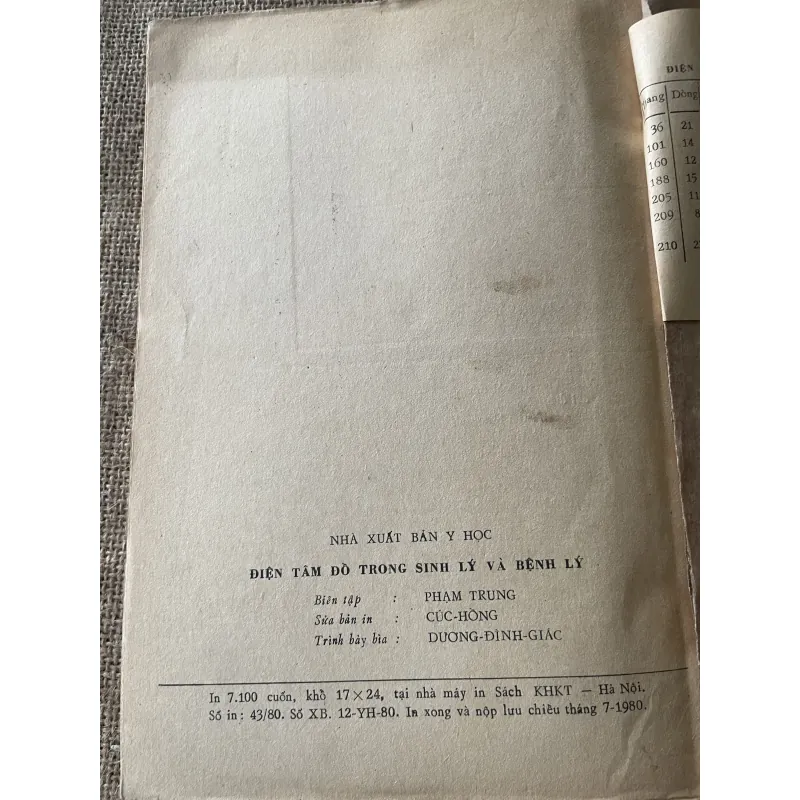 NHÀ XUẤT BẢN Y HỌC
ĐIỆN TÂM ĐỒ TRONG SINH LÝ VÀ BỆNH LÝ
Biên tập : PHẠM TRUNG
Sửa bản in : CÚC-HỒNG
Trình bày bìa : DƯƠNG-ĐÌNH-GIÁC
In 7.100 cuốn, khổ 17×24, tại nhà máy in Sách KHKT — Hà Nội.
Số in: 43/80. Số XB. 12-YH-80. In xong và nộp lưu chiểu tháng 7-1980.
ĐIỆN
ang Dòng
36 21
101 14
160 12
188 15
205 11
209 8
210